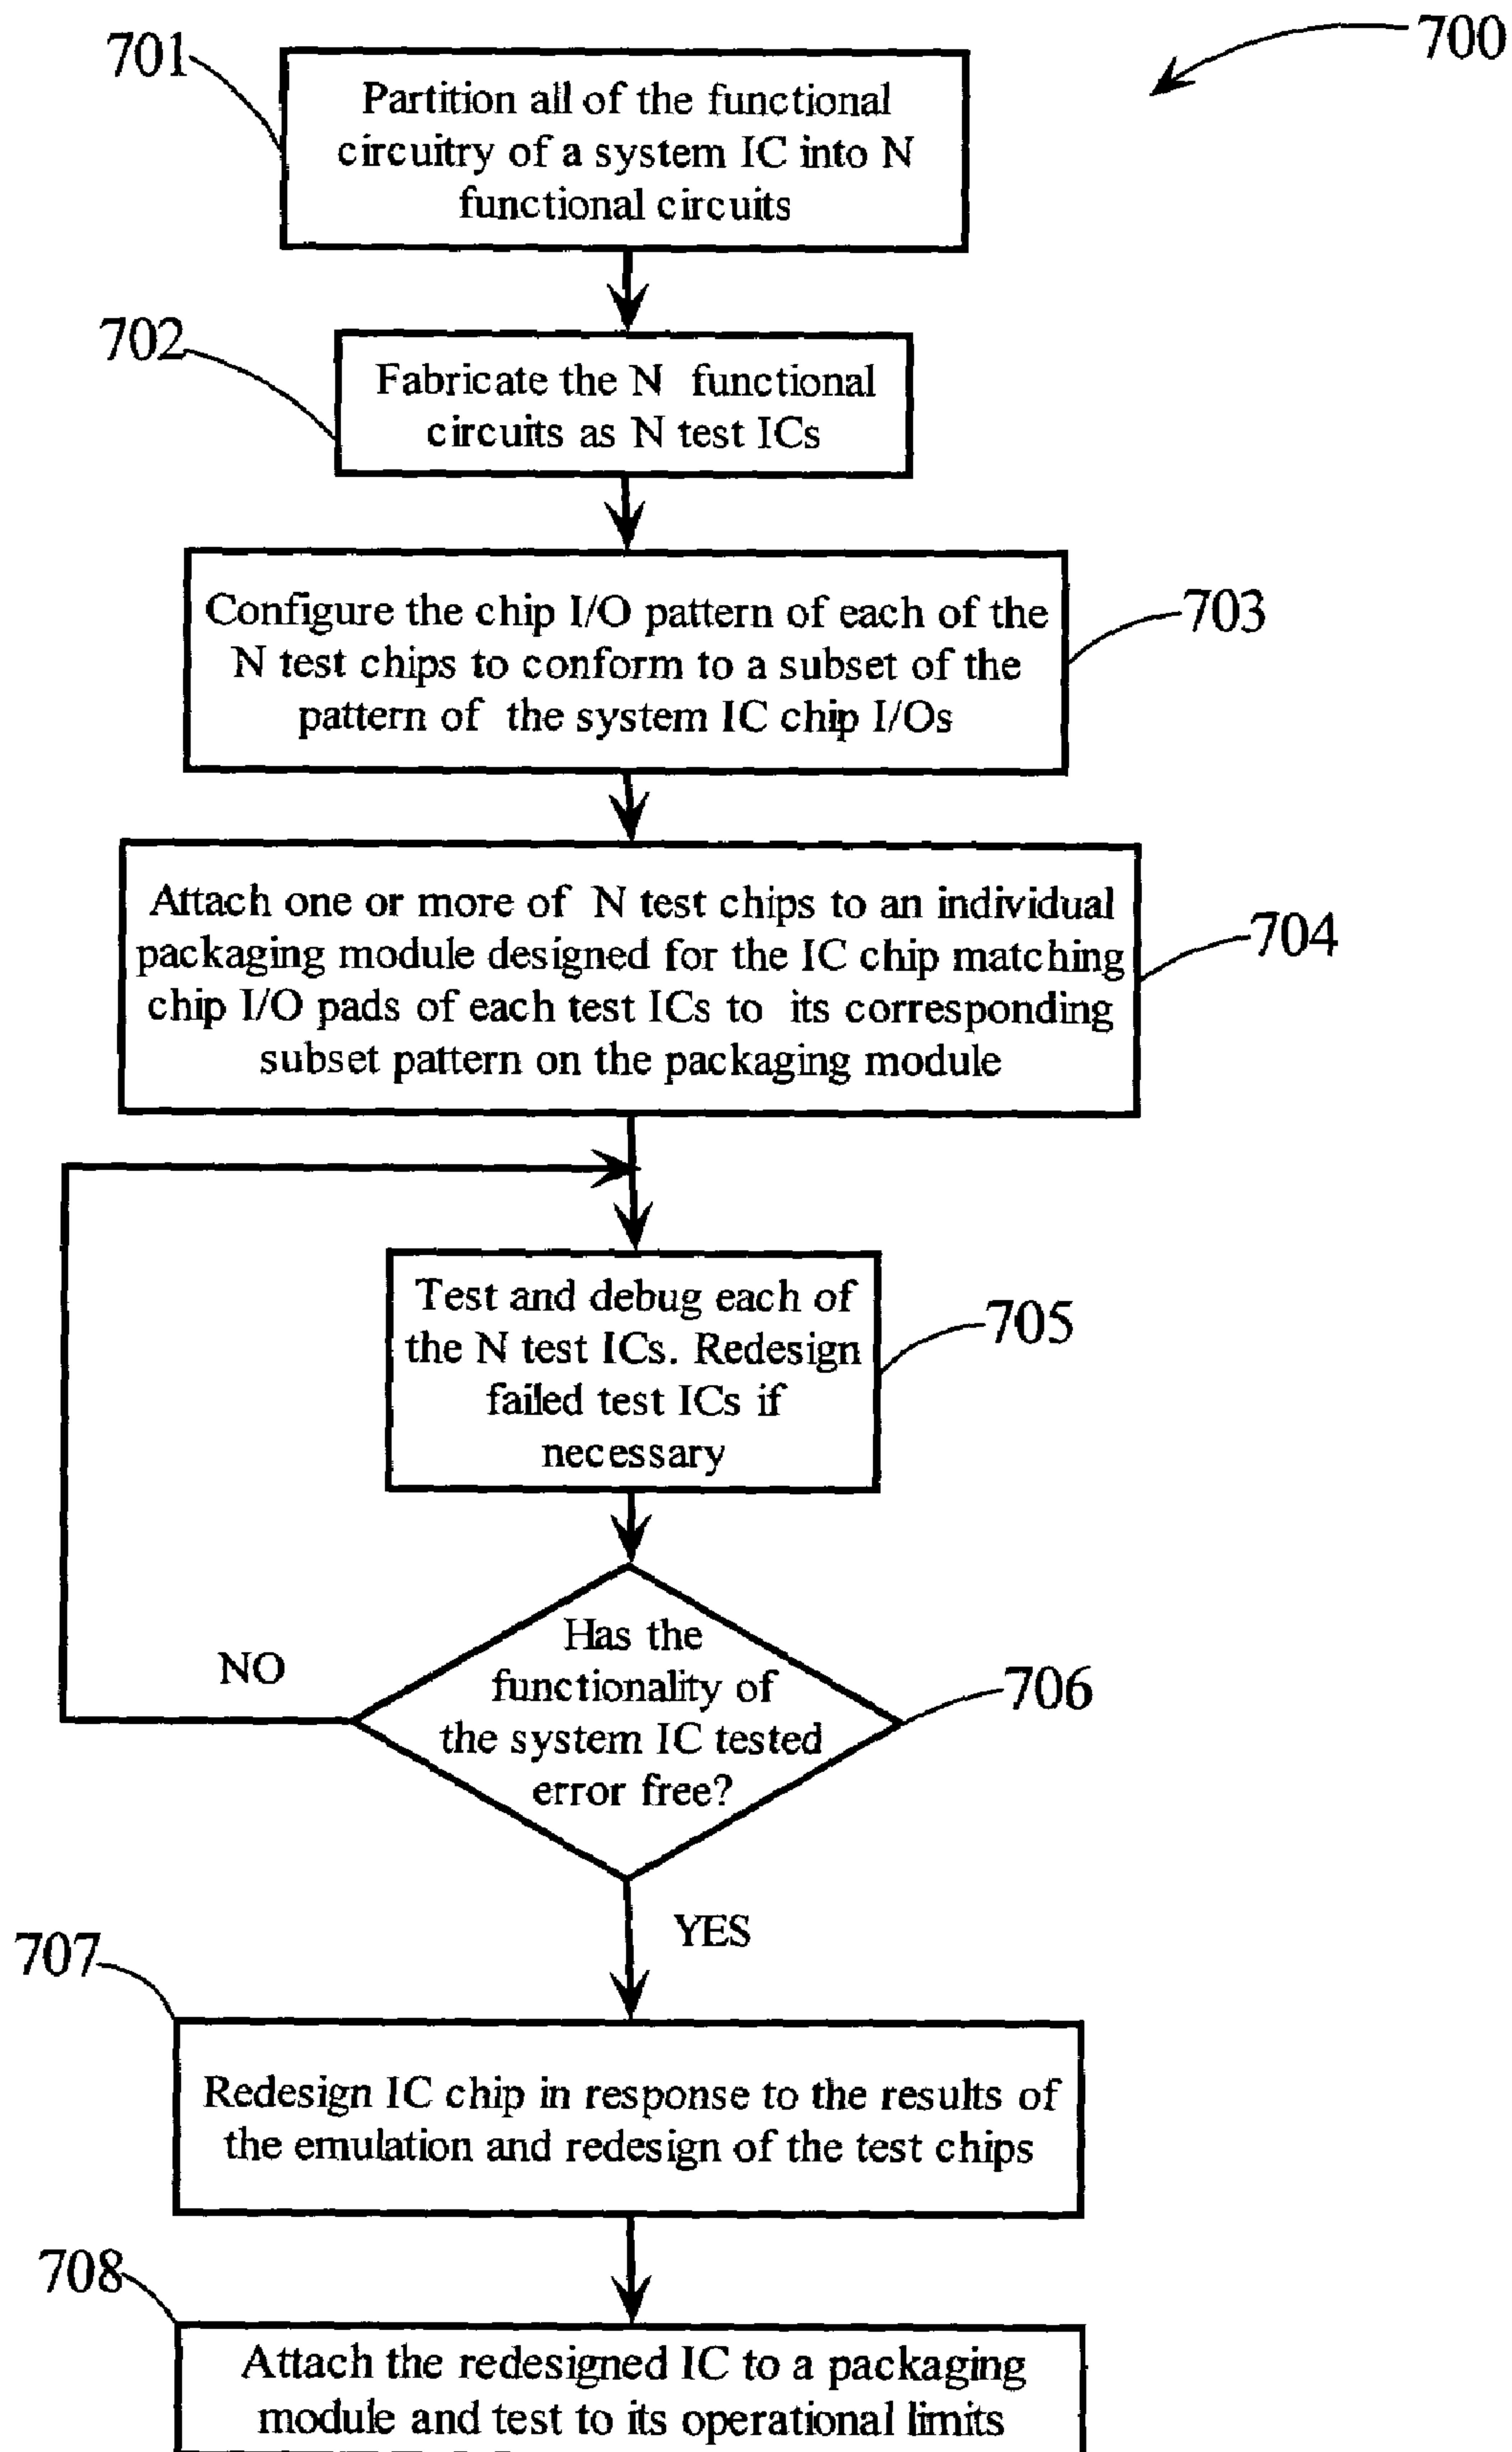 700
701
Partition all of the functional
circuitry of a system IC into N
functional circuits
702
Fabricate the N functional
circuits as N test ICs
703
Configure the chip I/O pattern of each of the
N test chips to conform to a subset of the
pattern of the system IC chip I/Os
704
Attach one or more of N test chips to an individual
packaging module designed for the IC chip matching
chip I/O pads of each test ICs to its corresponding
subset pattern on the packaging module
705
Test and debug each of
the N test ICs. Redesign
failed test ICs if
necessary
706
Has the
functionality of
the system IC tested
error free?
NO
YES
707
Redesign IC chip in response to the results of
the emulation and redesign of the test chips
708
Attach the redesigned IC to a packaging
module and test to its operational limits